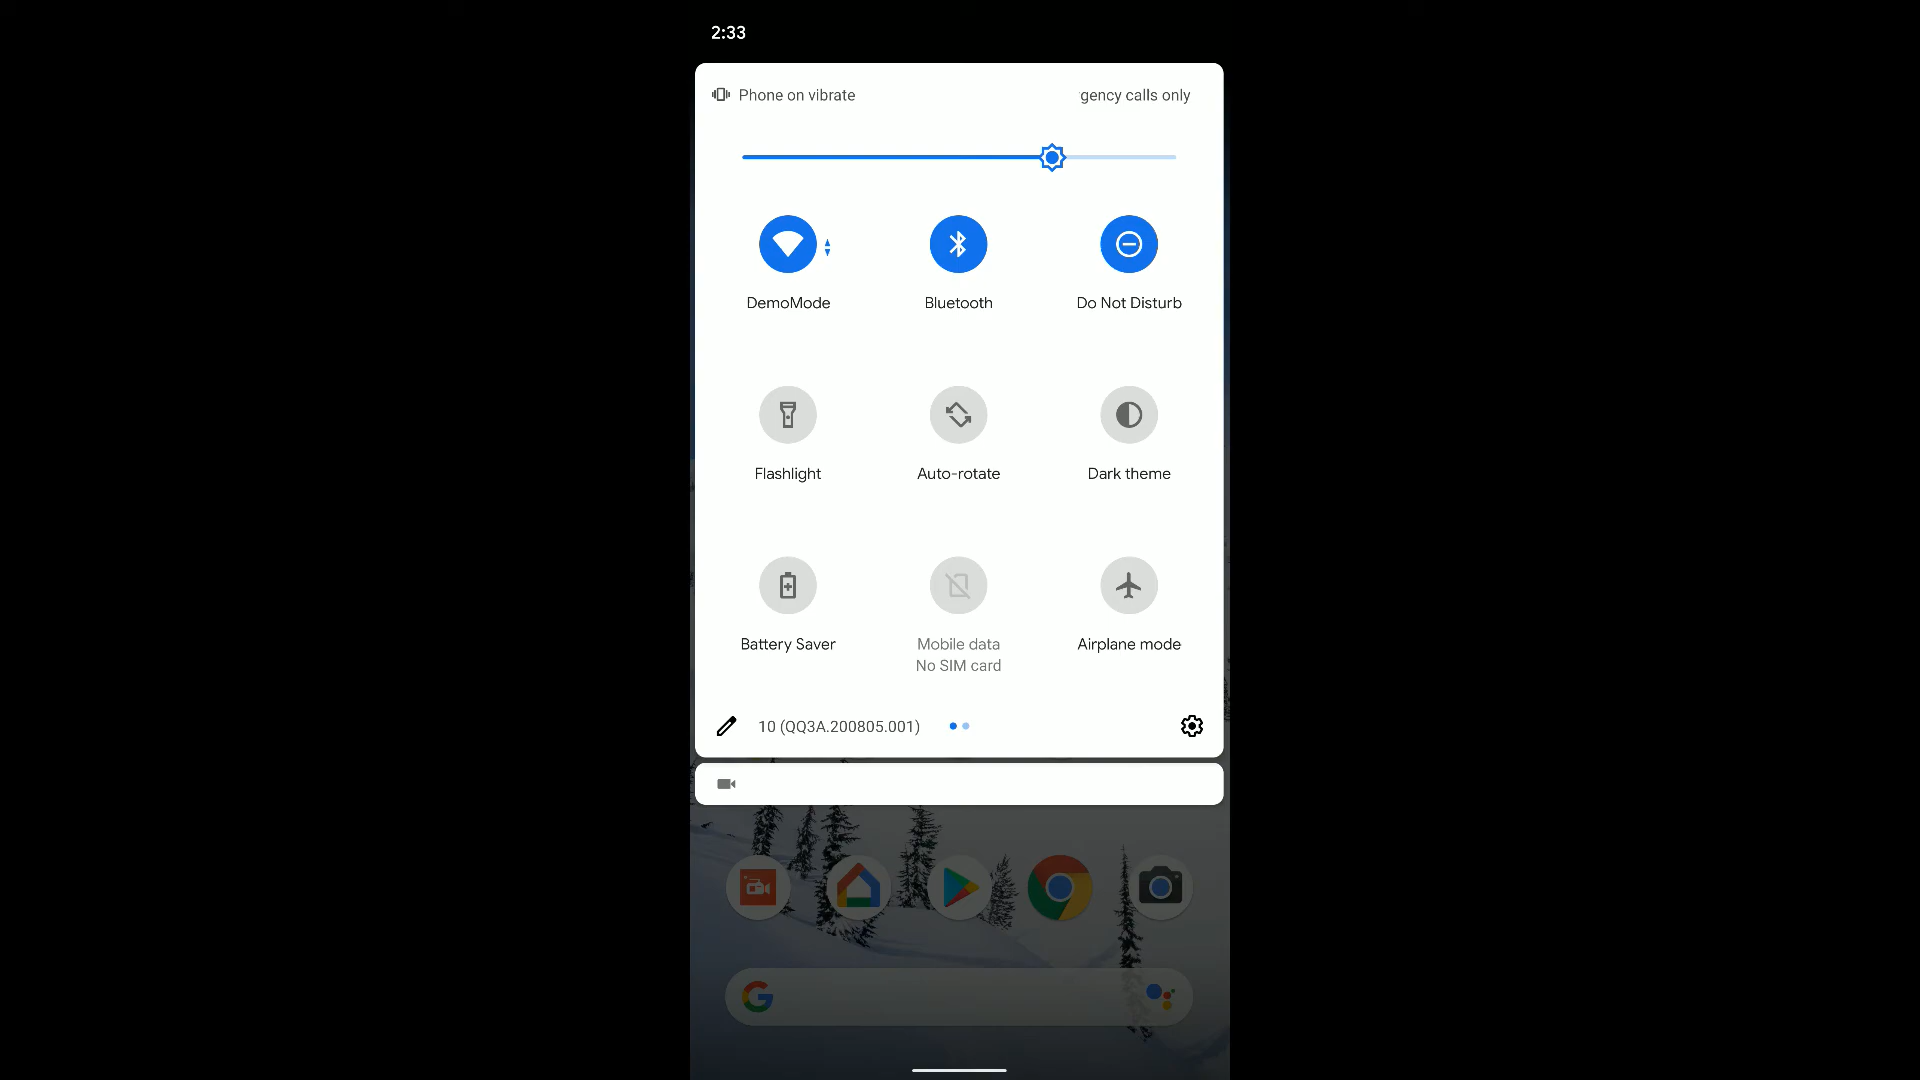 2:33
Phone on vibrate gency calls only
DemoMode Bluetooth Do Not Disturb
Flashlight Auto-rotate Dark theme
Battery Saver Mobile data Airplane mode
No SIM card
10 (QQ3A.200805.001)